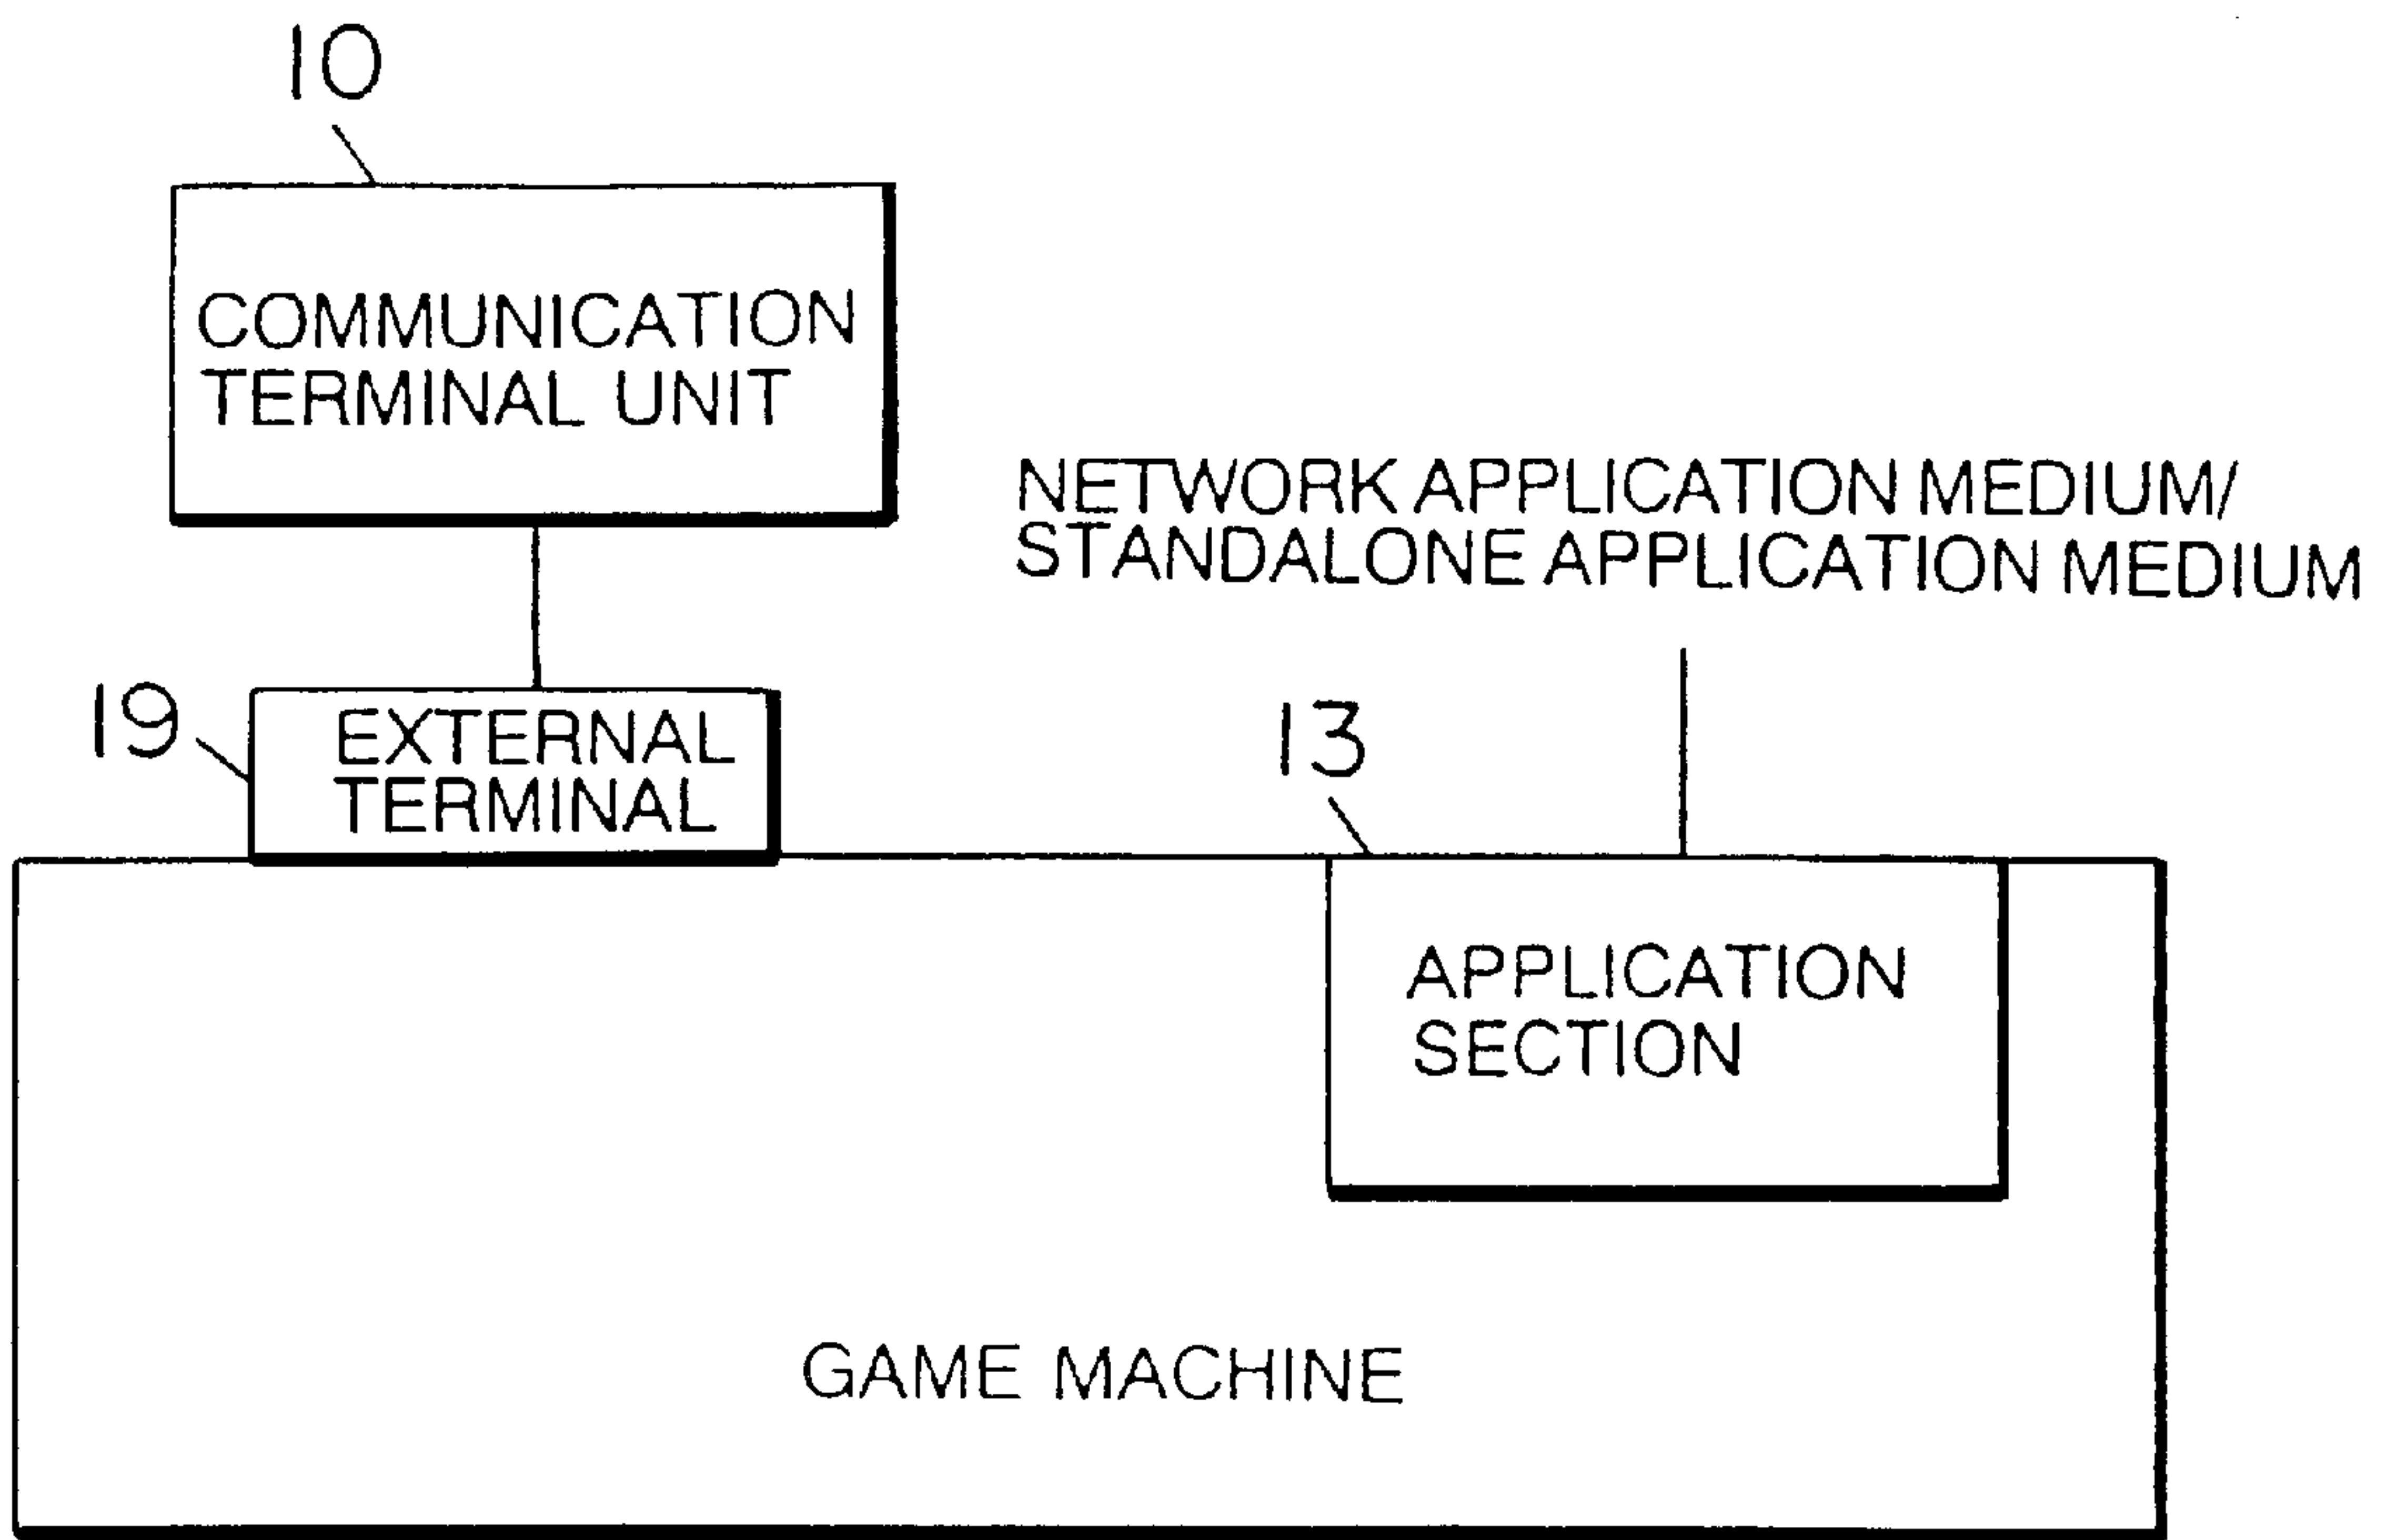 10
COMMUNICATION
TERMINAL UNIT
NETWORK APPLICATION MEDIUM/
STANDALONE APPLICATION MEDIUM
19
EXTERNAL
TERMINAL
13
APPLICATION
SECTION
GAME MACHINE